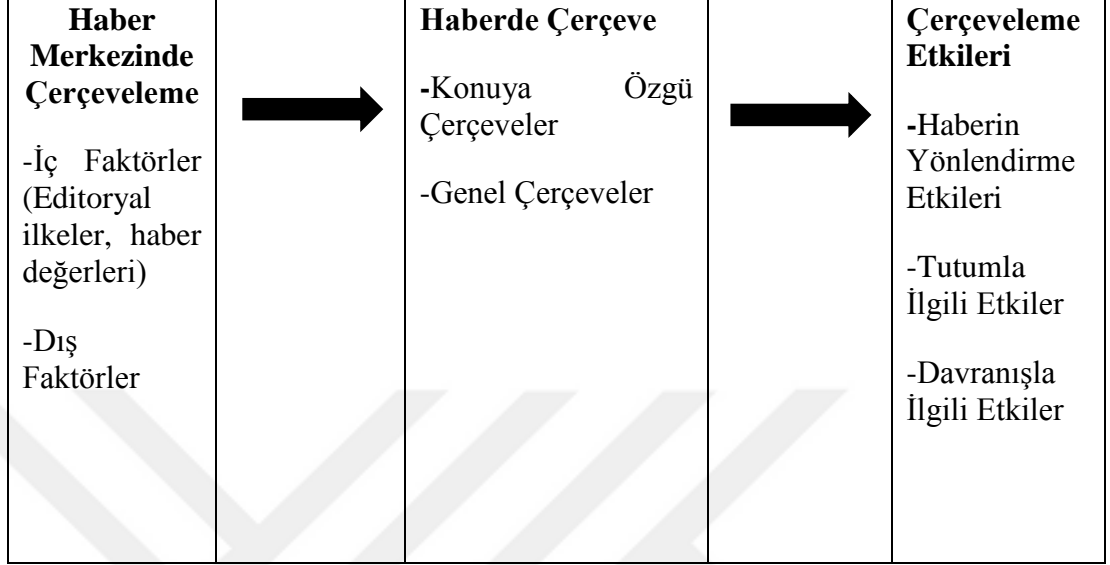 Haber
Merkezinde
Çerçeveleme
-İç Faktörler
(Editoryal
ilkeler, haber
değerleri)
-Dış
Faktörler
Haberde Çerçeve
-Konuya Özgü
Çerçeveler
-Genel Çerçeveler
Çerçeveleme
Etkileri
-Haberin
Yönlendirme
Etkileri
-Tutumla
İlgili Etkiler
-Davranışla
İlgili Etkiler